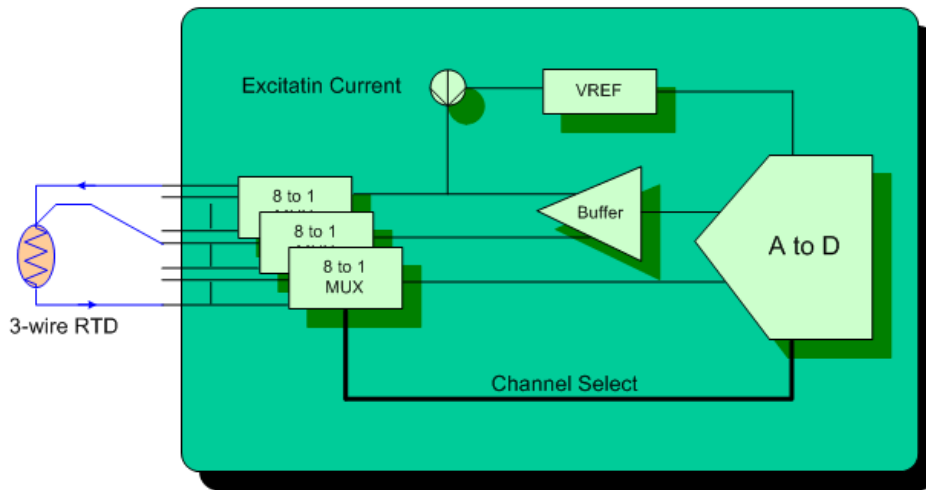 Excitatin Current
VREF
8 to 1
8 to 1
8 to 1
MUX
Buffer
A to D
3-wire RTD
Channel Select